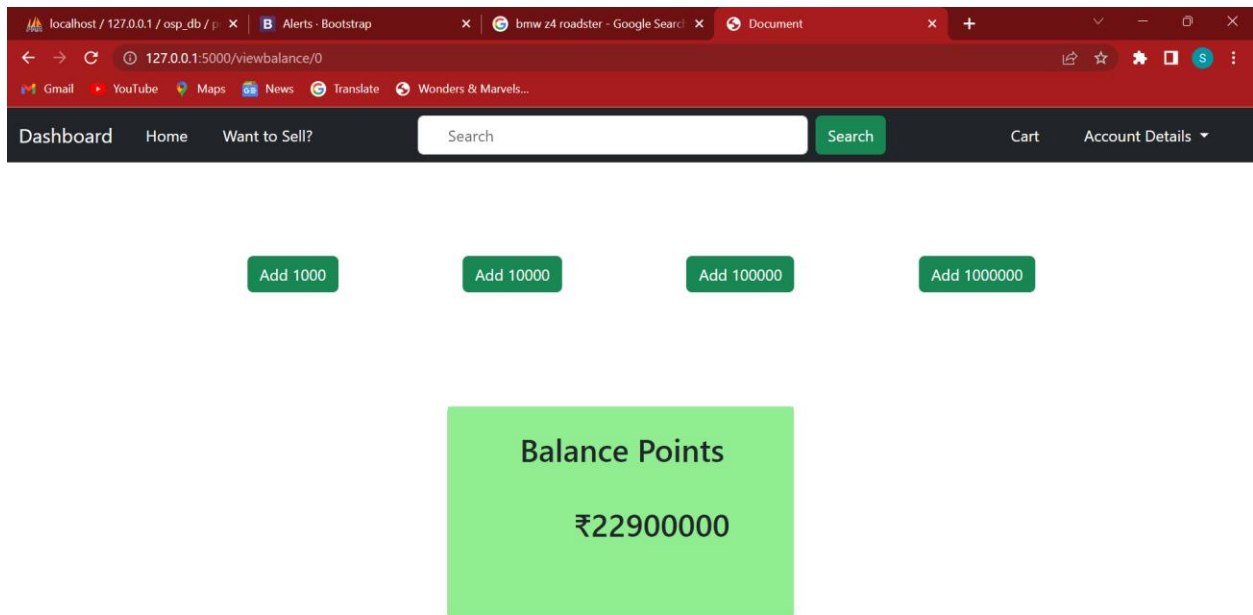 localhost / 127.0.0.1 / osp_db / p
Alerts · Bootstrap
bmw z4 roadster - Google Search
Document
127.0.0.1:5000/viewbalance/0
Gmail YouTube Maps GB News Translate Wonders & Marvels...
Dashboard Home Want to Sell? Search Search Cart Account Details
Add 1000 Add 10000 Add 100000 Add 1000000
Balance Points
₹22900000